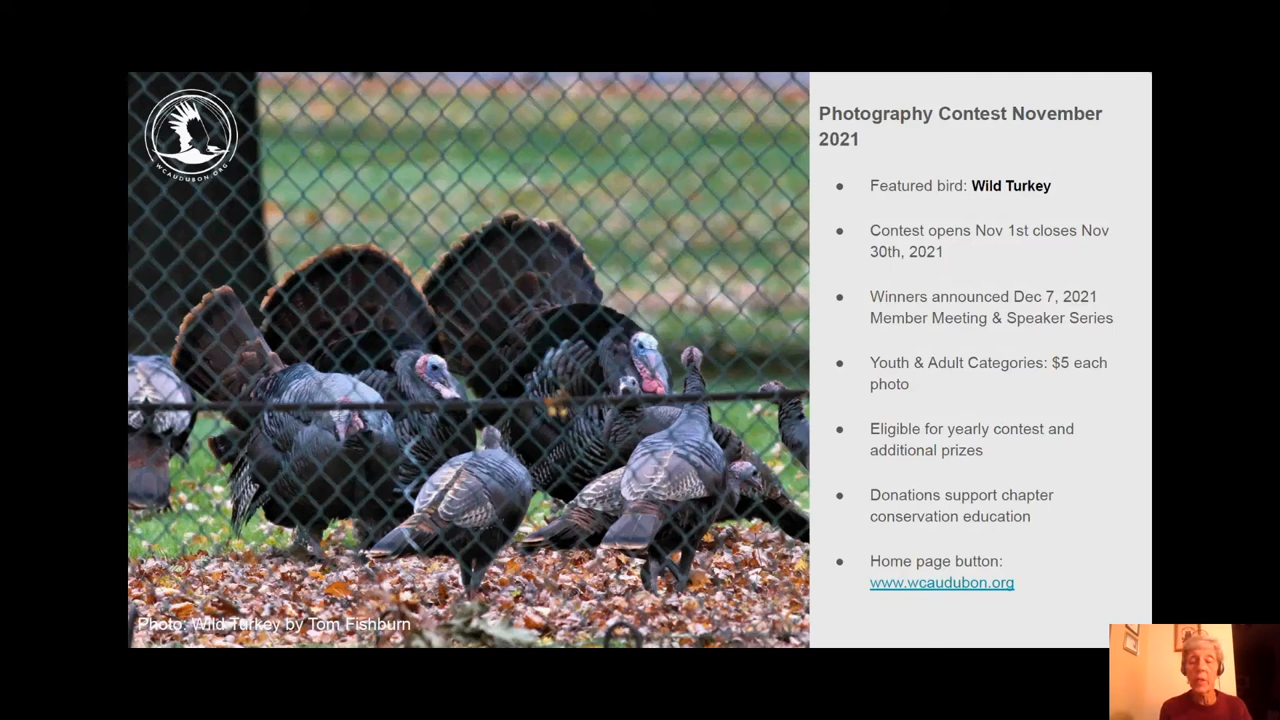 WCAUDUBON.ORG
Photography Contest November
2021
● Featured bird: Wild Turkey
● Contest opens Nov 1st closes Nov
30th, 2021
● Winners announced Dec 7, 2021
Member Meeting & Speaker Series
● Youth & Adult Categories: $5 each
photo
● Eligible for yearly contest and
additional prizes
● Donations support chapter
conservation education
● Home page button:
www.wcaudubon.org
Photo: Wild Turkey by Tom Fishburn